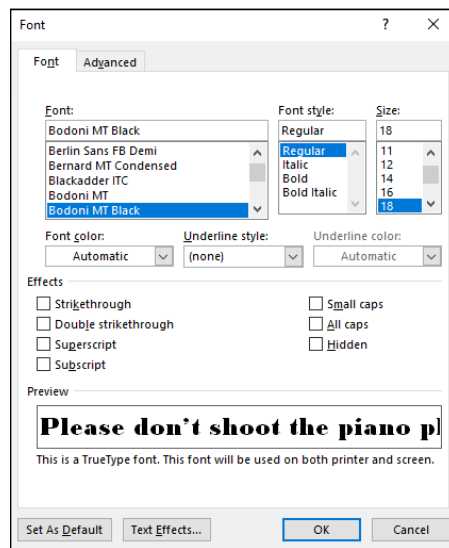 Font ? ×
Font Advanced
Font: Font style: Size:
Bodoni MT Black Regular 18
Berlin Sans FB Demi Regular 11
Bernard MT Condensed Italic 12
Blackadder ITC Bold 14
Bodoni MT Bold Italic 16
Bodoni MT Black 18
Font color: Underline style: Underline color:
Automatic (none) Automatic
Effects
Strikethrough Small caps
Double strikethrough All caps
Superscript Hidden
Subscript
Preview
Please don't shoot the piano pl
This is a TrueType font. This font will be used on both printer and screen.
Set As Default Text Effects... OK Cancel